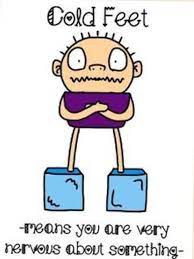 Cold Feet
-means you are very
nervous about something-